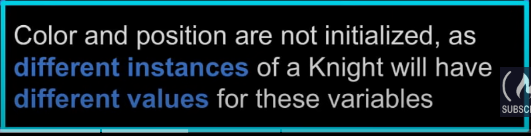 Color and position are not initialized, as
different instances of a Knight will have
different values for these variables